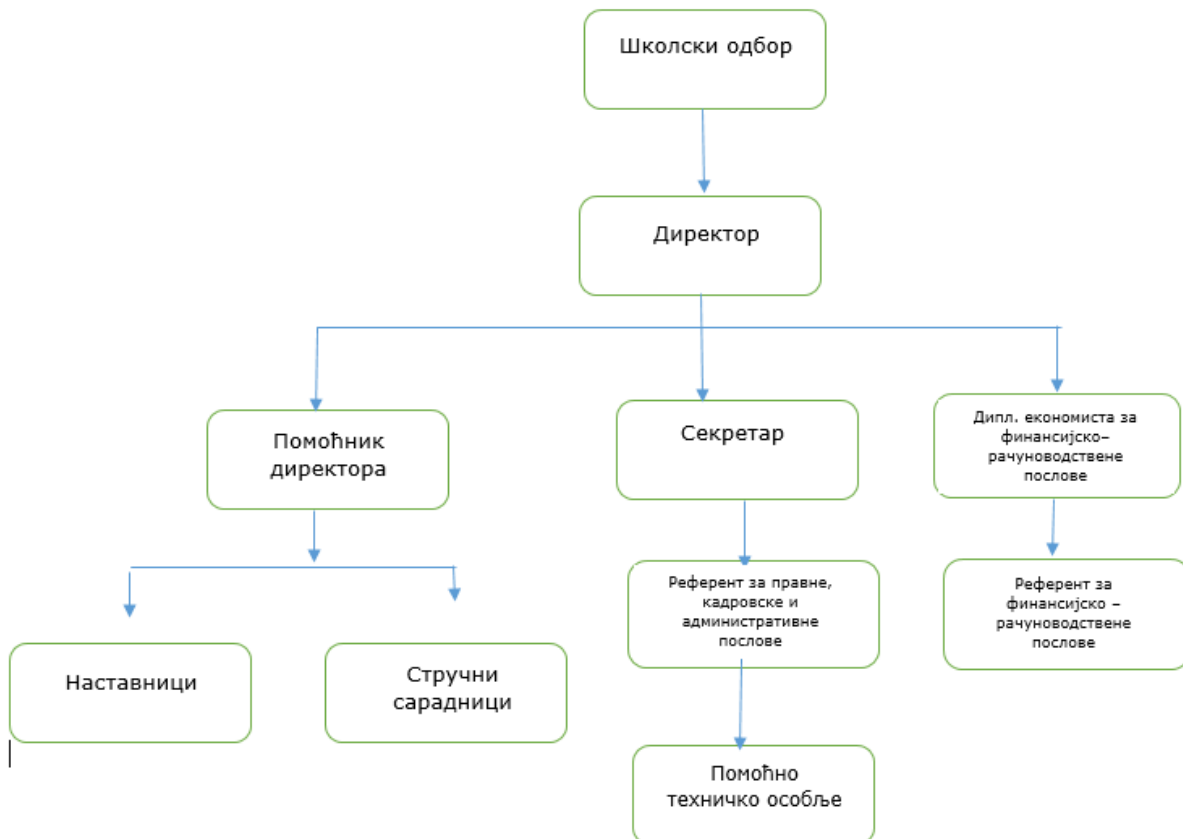 Школски одбор
Директор
Помоћник
директора
Секретар
Дипл. економиста за
финансијско–
рачуноводствене
послове
Референт за правне,
кадровске и
административне
послове
Референт за
финансијско –
рачуноводствене
послове
Наставници
Стручни
сарадници
Помоћно
техничко особље